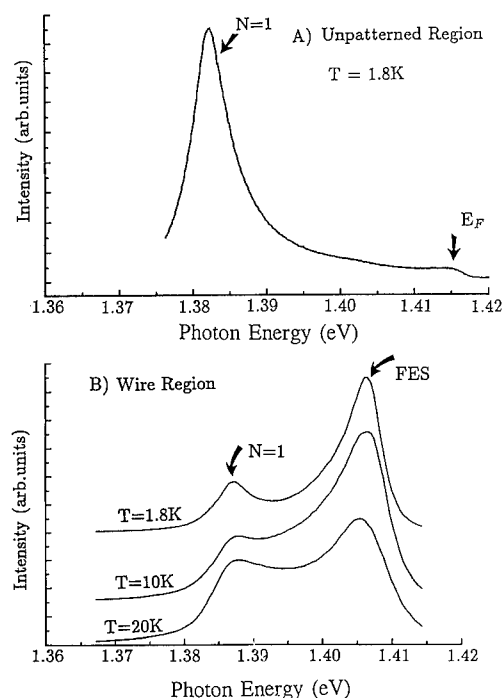 N=1
A) Unpatterned Region
T = 1.8K
E_F
Intensity (arb.units)
1.36 1.37 1.38 1.39 1.40 1.41 1.42
Photon Energy (eV)
B) Wire Region
FES
N=1
Intensity (arb.units)
T=1.8K
T=10K
T=20K
1.36 1.37 1.38 1.39 1.40 1.41 1.42
Photon Energy (eV)